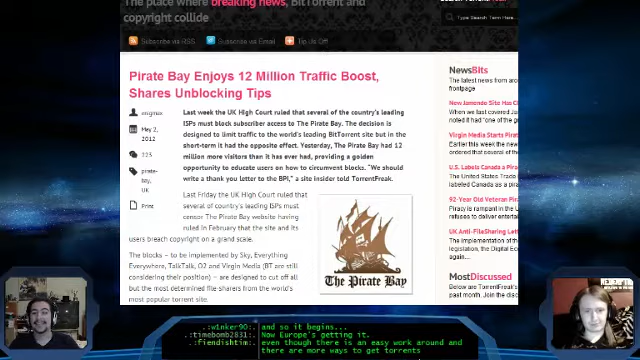 The place where breaking news, BitTorrent and
copyright collide
Subscribe via RSS
Subscribe via Email
Tip Us Off!
Type Search Term Here...
Pirate Bay Enjoys 12 Million Traffic Boost,
Shares Unblocking Tips
enigmax
May 2,
2012
223
pirate-
bay,
UK
Print
Last week the UK High Court ruled that several of the country's leading
ISPs must block subscriber access to The Pirate Bay. The decision is
designed to limit traffic to the world's leading BitTorrent site but in the
short-term it had the opposite effect. Yesterday, The Pirate Bay had 12
million more visitors than it has ever had, providing a golden
opportunity to educate users on how to circumvent blocks. "We should
write a thank you letter to the BPI," a site insider told TorrentFreak.
Last Friday the UK High Court ruled that
several of the country's leading ISPs must
censor The Pirate Bay website having
ruled in February that the site and its
users breach copyright on a grand scale.
The blocks – to be implemented by Sky, Everything
Everywhere, TalkTalk, O2 and Virgin Media (BT are still
considering their position) – are designed to cut off all
but the most determined file sharers from the world's
most popular torrent site.
The Pirate Bay
NewsBits
The latest news from aro
frontpage
New Jamendo Site Has C
When we last covered Ja
noted it had "one of the g
Virgin Media Starts Pirat
Earlier this week the new
ordered that several of the
U.S. Labels Canada a Pira
The United States Trade
labeled Canada as a pira
92-Year Old Veteran Pira
Piracy is rampant in the U
refuses to deliver entertai
UK Anti-FileSharing Lett
The implementation of the
legislation, the Digital Ec
again....
MostDiscussed
Below are TorrentFreak's
past month. Join the disc
.:w1nker90:.
.:timebomb2831:.
.:fiendishtim:.
and so it begins...
Now Europe's getting it.
even though there is an easy work around and
there are more ways to get torrents